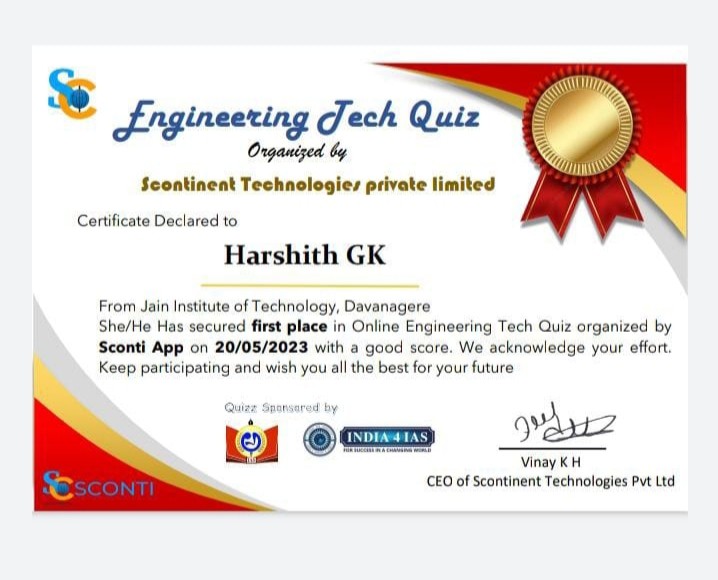 SC
Engineering Tech Quiz
Organized by
Scontinent Technologies private limited
Certificate Declared to
Harshith GK
From Jain Institute of Technology, Davanagere
She/He Has secured first place in Online Engineering Tech Quiz organized by
Sconti App on 20/05/2023 with a good score. We acknowledge your effort.
Keep participating and wish you all the best for your future
Quizz Sponsered by
INDIA 4 IAS
FOR SUCCESS IN A CHANGING WORLD
Vinay K H
CEO of Scontinent Technologies Pvt Ltd
SC SCONTI